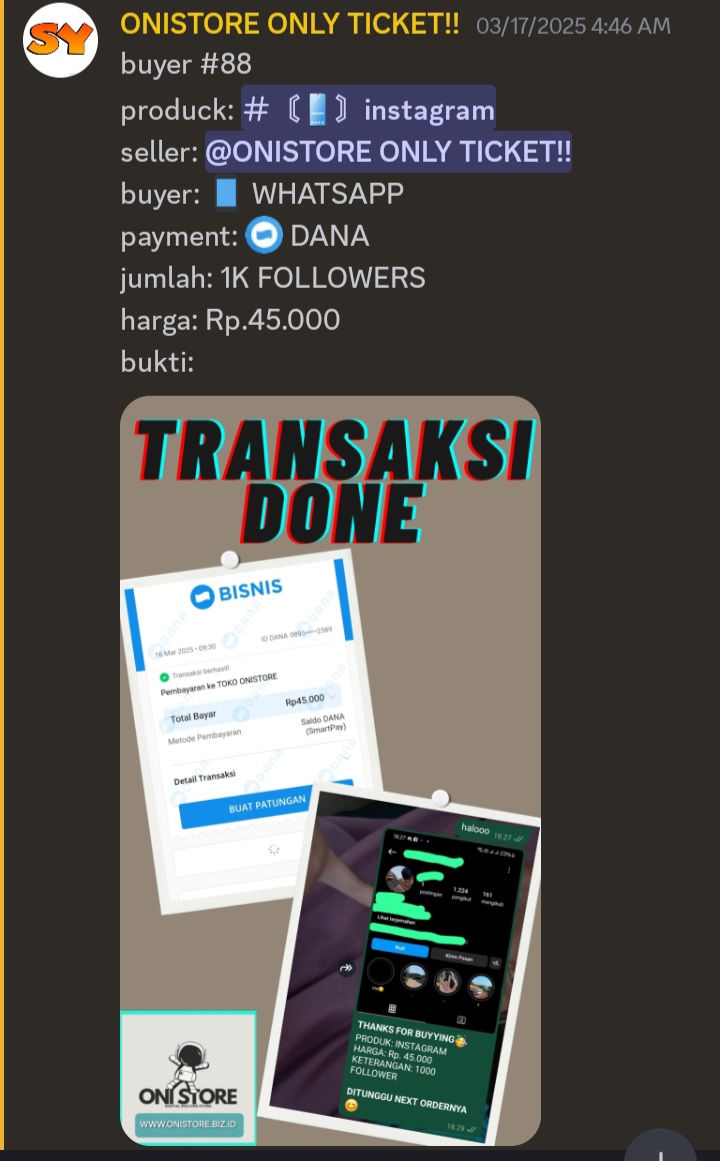 SY
ONISTORE ONLY TICKET!! 03/17/2025 4:46 AM
buyer #88
produck: # 〘📱〙instagram
seller: @ONISTORE ONLY TICKET!!
buyer: WHATSAPP
payment: DANA
jumlah: 1K FOLLOWERS
harga: Rp.45.000
bukti:
TRANSAKSI
DONE
BISNIS
16 Mar 2025 • 09:30 ID DANA 0895····2589
Transaksi berhasil!
Pembayaran ke TOKO ONISTORE
Total Bayar Rp45.000
Metode Pembayaran Saldo DANA
(SmartPay)
Detail Transaksi
BUAT PATUNGAN
halooo 18.27
18.27 23%
1 1.224 161
postingan pengikut mengikuti
Lihat terjemahan
Ikuti Kirim Pesan
THANKS FOR BUYYING
PRODUK: INSTAGRAM
HARGA: Rp. 45.000
KETERANGAN: 1000
FOLLOWER
DITUNGGU NEXT ORDERNYA
😊
18.29
ONI STORE
WWW.ONISTORE.BIZ.ID